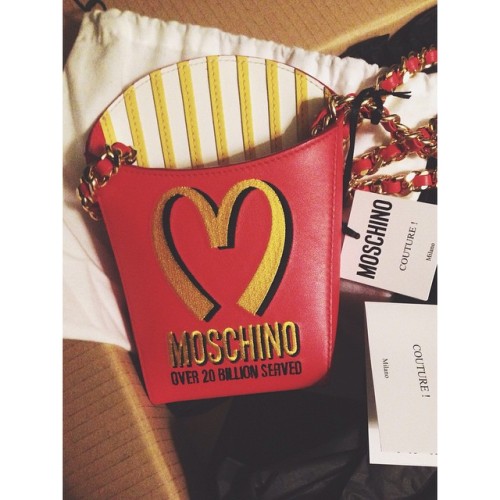 MOSCHINO
OVER 20 BILLION SERVED
MOSCHINO
COUTURE !
Milano
COUTURE !
Milano